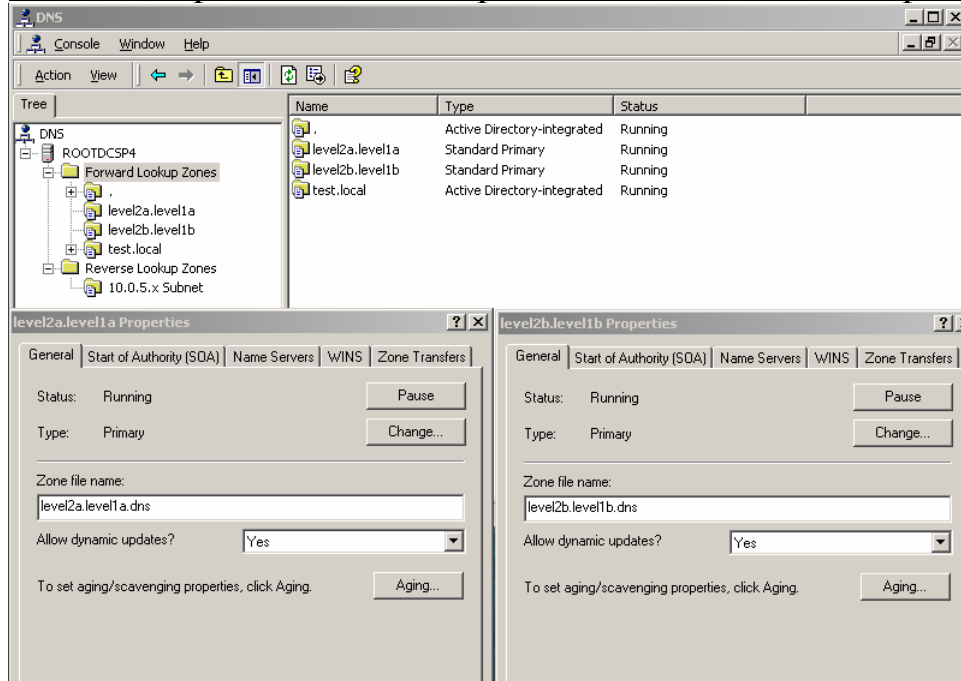 DNS
Console Window Help
Action View
Tree
DNS
ROOTDCSP4
Forward Lookup Zones
.
level2a.level1a
level2b.level1b
test.local
Reverse Lookup Zones
10.0.5.x Subnet
Name Type Status
. Active Directory-integrated Running
level2a.level1a Standard Primary Running
level2b.level1b Standard Primary Running
test.local Active Directory-integrated Running
level2a.level1a Properties
General Start of Authority (SOA) Name Servers WINS Zone Transfers
Status: Running Pause
Type: Primary Change...
Zone file name:
level2a.level1a.dns
Allow dynamic updates? Yes
To set aging/scavenging properties, click Aging. Aging...
level2b.level1b Properties
General Start of Authority (SOA) Name Servers WINS Zone Transfers
Status: Running Pause
Type: Primary Change...
Zone file name:
level2b.level1b.dns
Allow dynamic updates? Yes
To set aging/scavenging properties, click Aging. Aging...